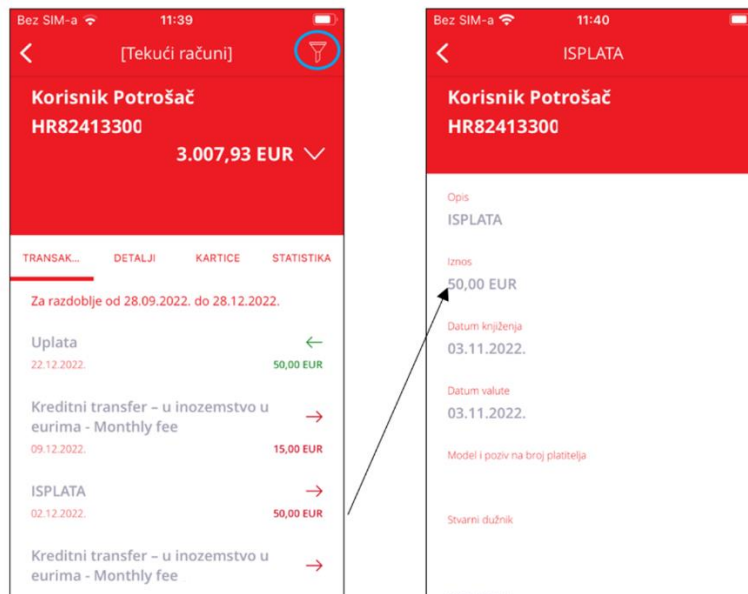 Bez SIM-a 11:39
[Tekući računi]
Korisnik Potrošač
HR82413300
3.007,93 EUR
TRANSAK... DETALJI KARTICE STATISTIKA
Za razdoblje od 28.09.2022. do 28.12.2022.
Uplata
22.12.2022. 50,00 EUR
Kreditni transfer – u inozemstvo u
eurima - Monthly fee
09.12.2022. 15,00 EUR
ISPLATA
02.12.2022. 50,00 EUR
Kreditni transfer – u inozemstvo u
eurima - Monthly fee
Bez SIM-a 11:40
ISPLATA
Korisnik Potrošač
HR82413300
Opis
ISPLATA
Iznos
50,00 EUR
Datum knjiženja
03.11.2022.
Datum valute
03.11.2022.
Model i poziv na broj platitelja
Stvarni dužnik